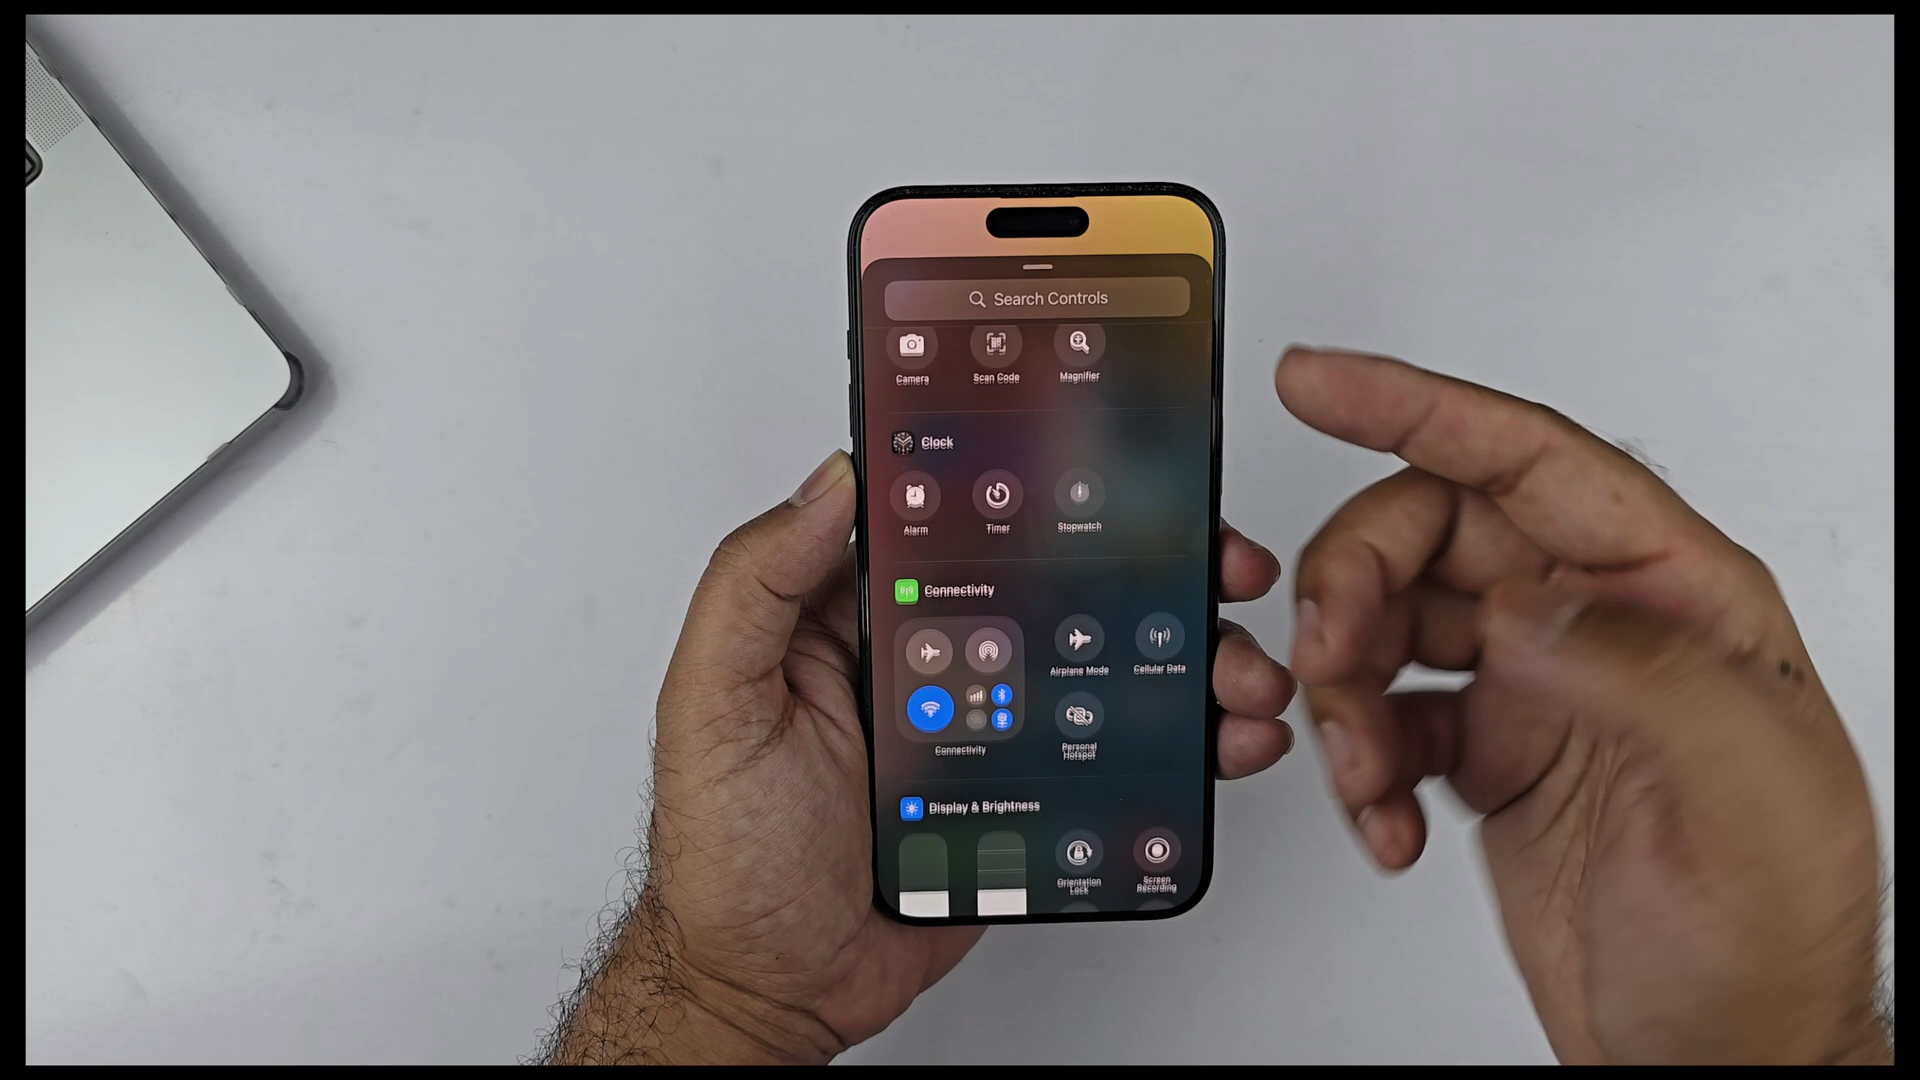 Search Controls
Camera
Scan Code
Magnifier
Clock
Alarm
Timer
Stopwatch
Connectivity
Airplane Mode
Cellular Data
Connectivity
Personal
Hotspot
Display & Brightness
Orientation
Lock
Screen
Recording